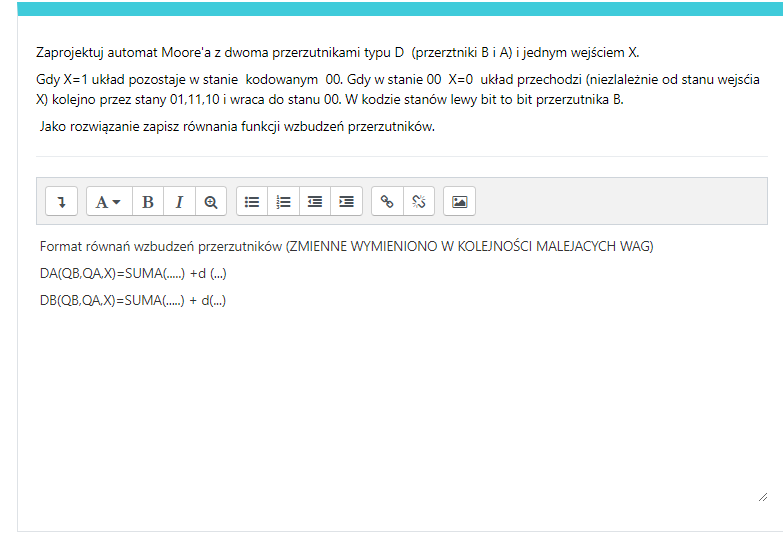 Zaprojektuj automat Moore'a z dwoma przerzutnikami typu D (przerztniki B i A) i jednym wejściem X.
Gdy X=1 układ pozostaje w stanie kodowanym 00. Gdy w stanie 00 X=0 układ przechodzi (niezlależnie od stanu wejsćia
X) kolejno przez stany 01,11,10 i wraca do stanu 00. W kodzie stanów lewy bit to bit przerzutnika B.
Jako rozwiązanie zapisz równania funkcji wzbudzeń przerzutników.
A B I
Format równań wzbudzeń przerzutników (ZMIENNE WYMIENIONO W KOLEJNOŚCI MALEJACYCH WAG)
DA(QB,QA,X)=SUMA(.....) +d (...)
DB(QB,QA,X)=SUMA(.....) + d(...)